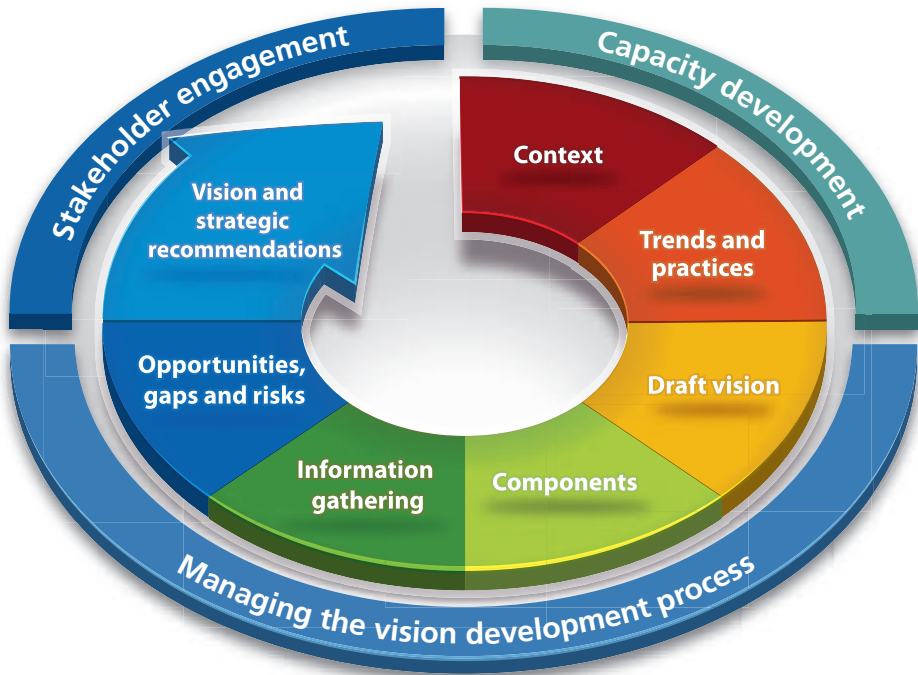 Stakeholder engagement
Capacity development
Context
Trends and
practices
Draft vision
Components
Information
gathering
Opportunities,
gaps and risks
Vision and
strategic
recommendations
Managing the vision development process